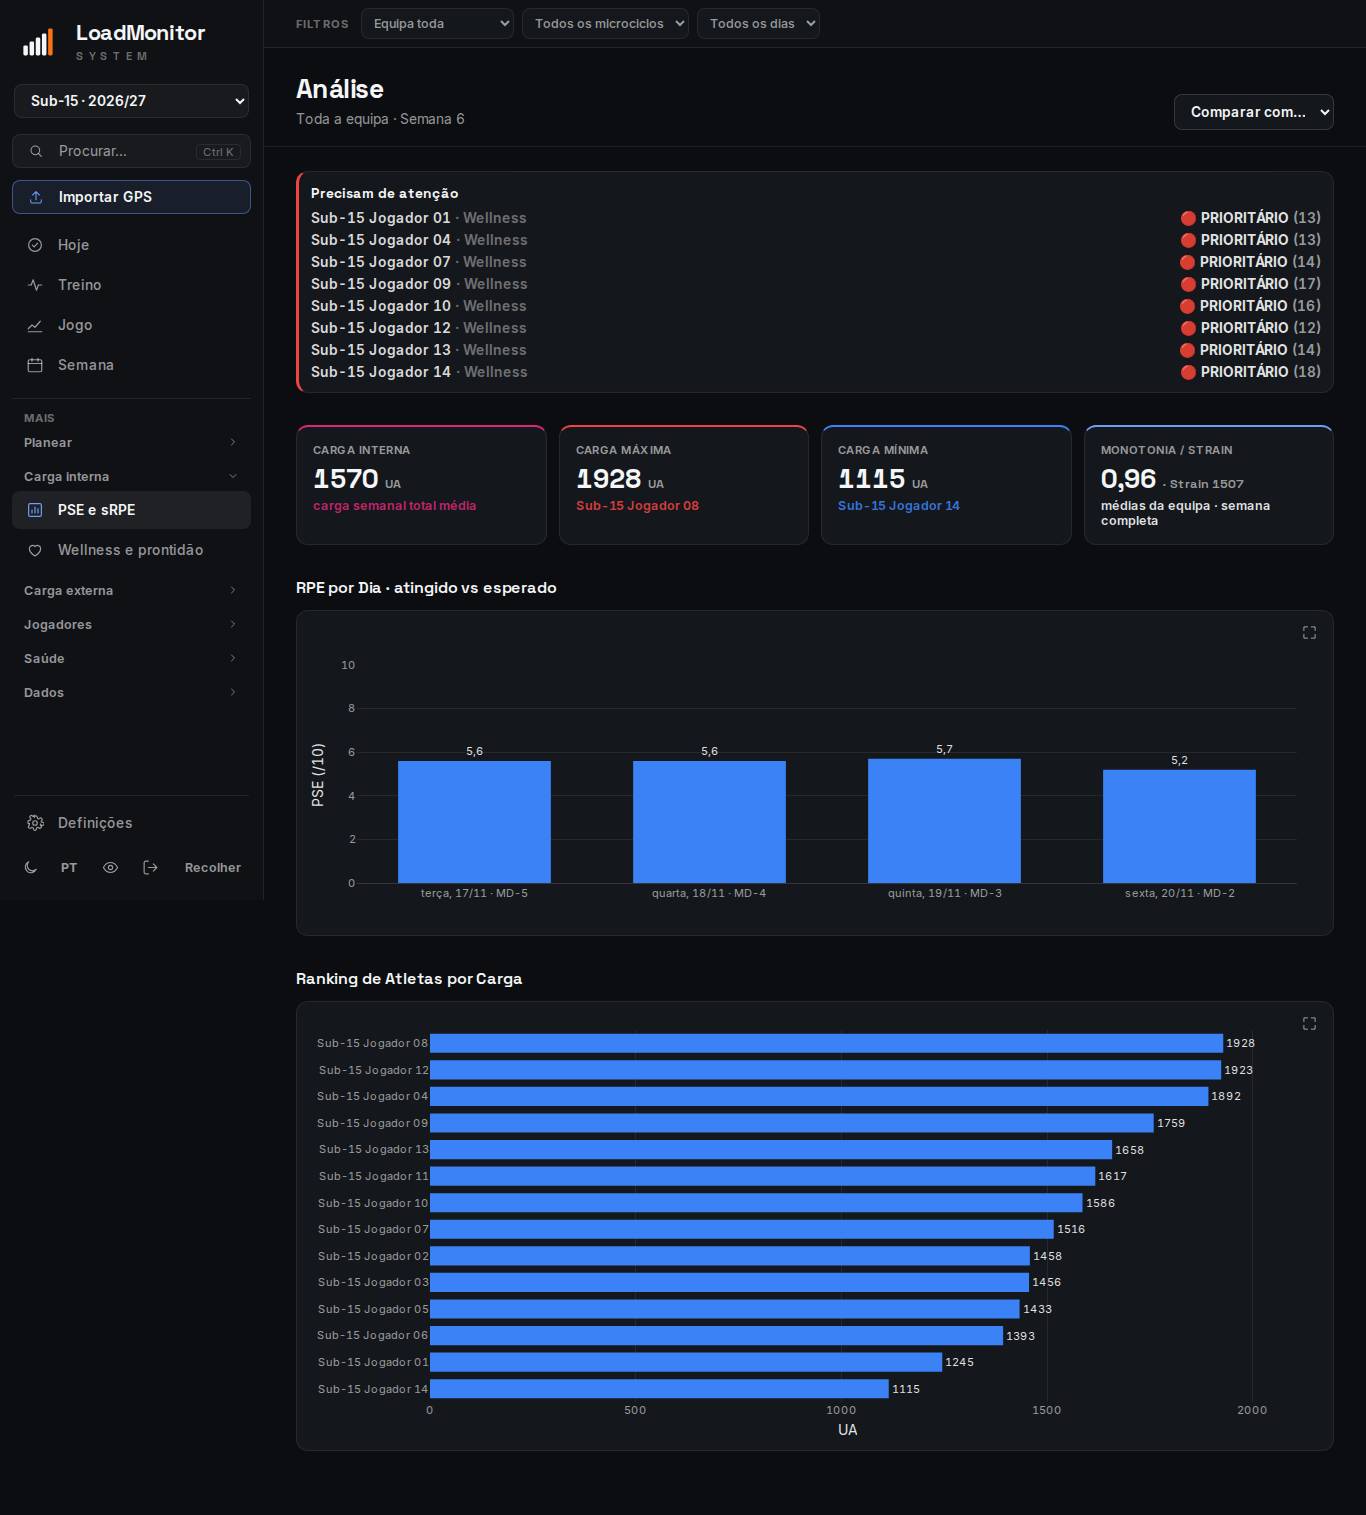 LoadMonitor
SYSTEM
Sub-15 · 2026/27
Procurar... Ctrl K
Importar GPS
Hoje
Treino
Jogo
Semana
MAIS
Planear
Carga interna
PSE e sRPE
Wellness e prontidão
Carga externa
Jogadores
Saúde
Dados
Definições
PT Recolher
FILTROS Equipa toda Todos os microciclos Todos os dias
Análise
Toda a equipa · Semana 6
Comparar com...
Precisam de atenção
Sub-15 Jogador 01 · Wellness PRIORITÁRIO (13)
Sub-15 Jogador 04 · Wellness PRIORITÁRIO (13)
Sub-15 Jogador 07 · Wellness PRIORITÁRIO (14)
Sub-15 Jogador 09 · Wellness PRIORITÁRIO (17)
Sub-15 Jogador 10 · Wellness PRIORITÁRIO (16)
Sub-15 Jogador 12 · Wellness PRIORITÁRIO (12)
Sub-15 Jogador 13 · Wellness PRIORITÁRIO (14)
Sub-15 Jogador 14 · Wellness PRIORITÁRIO (18)
CARGA INTERNA
1570 UA
carga semanal total média
CARGA MÁXIMA
1928 UA
Sub-15 Jogador 08
CARGA MÍNIMA
1115 UA
Sub-15 Jogador 14
MONOTONIA / STRAIN
0,96 · Strain 1507
médias da equipa · semana
completa
RPE por Dia · atingido vs esperado
PSE (/10)
10
8
6
4
2
0
5,6 5,6 5,7 5,2
terça, 17/11 · MD-5 quarta, 18/11 · MD-4 quinta, 19/11 · MD-3 sexta, 20/11 · MD-2
Ranking de Atletas por Carga
Sub-15 Jogador 08 1928
Sub-15 Jogador 12 1923
Sub-15 Jogador 04 1892
Sub-15 Jogador 09 1759
Sub-15 Jogador 13 1658
Sub-15 Jogador 11 1617
Sub-15 Jogador 10 1586
Sub-15 Jogador 07 1516
Sub-15 Jogador 02 1458
Sub-15 Jogador 03 1456
Sub-15 Jogador 05 1433
Sub-15 Jogador 06 1393
Sub-15 Jogador 01 1245
Sub-15 Jogador 14 1115
0 500 1000 1500 2000
UA